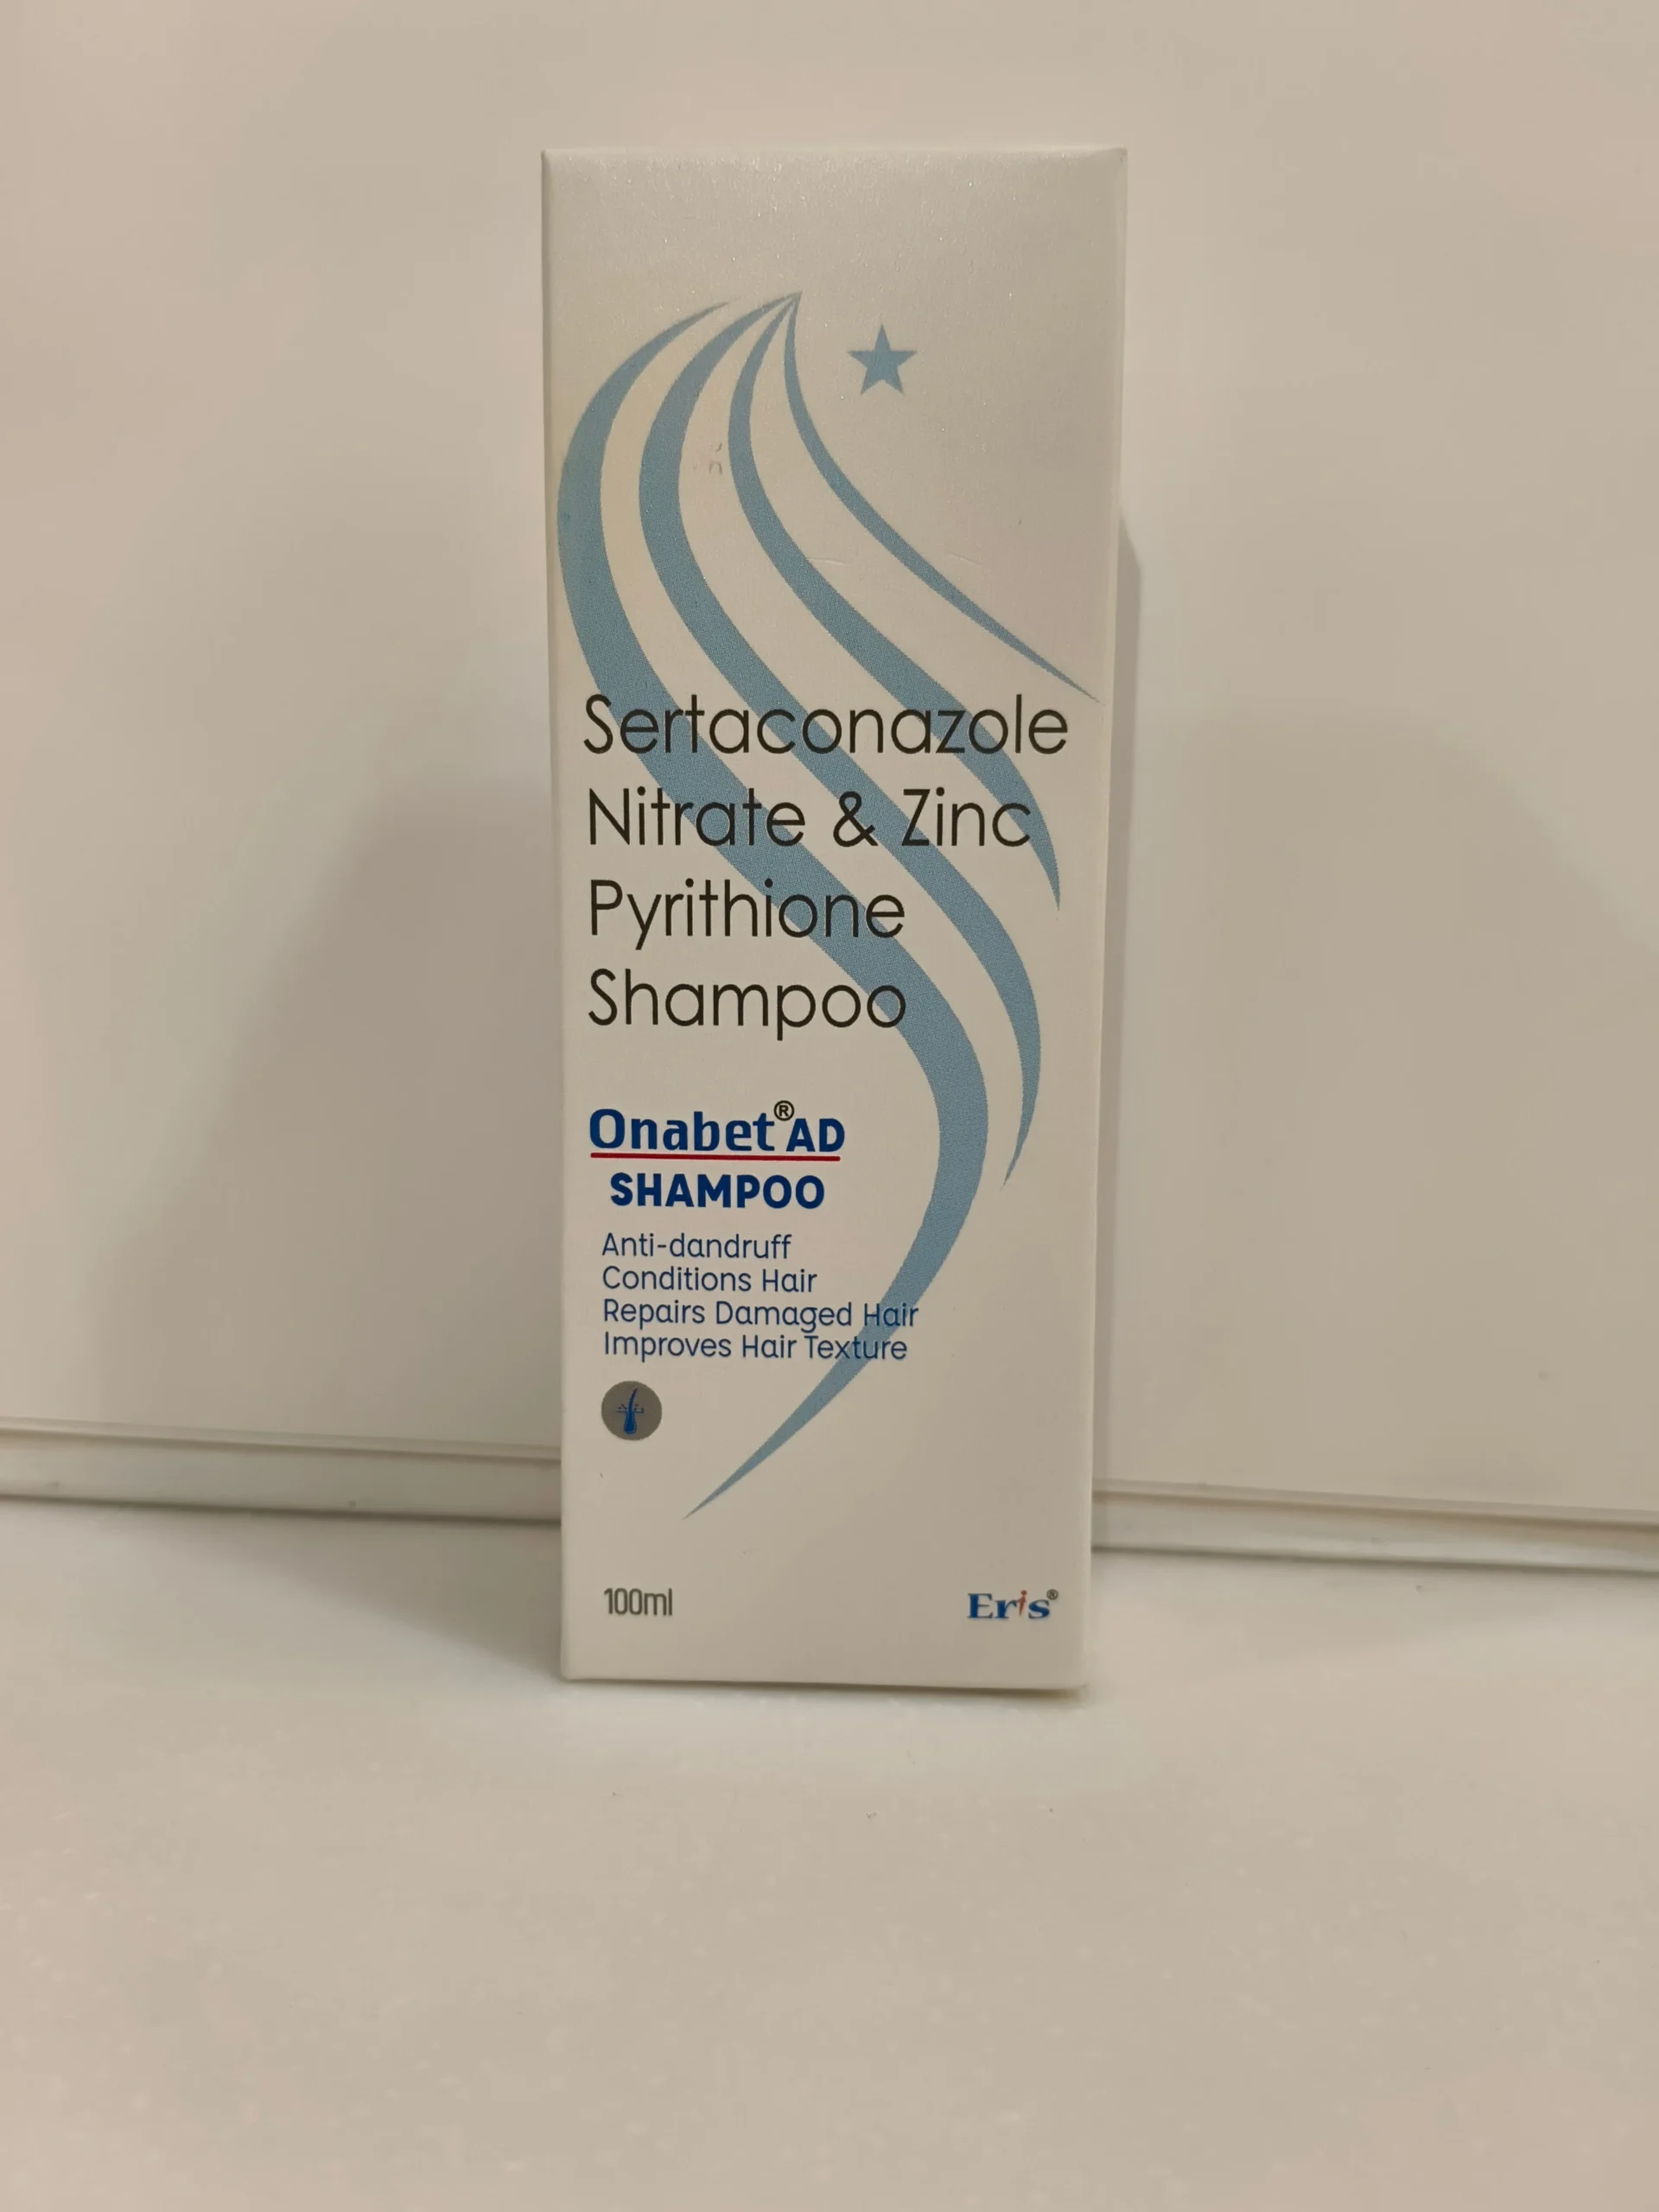 Sertaconazole
Nitrate & Zinc
Pyrithione
Shampoo
Onabet® AD
SHAMPOO
Anti-dandruff
Conditions Hair
Repairs Damaged Hair
Improves Hair Texture
100ml
Eris®